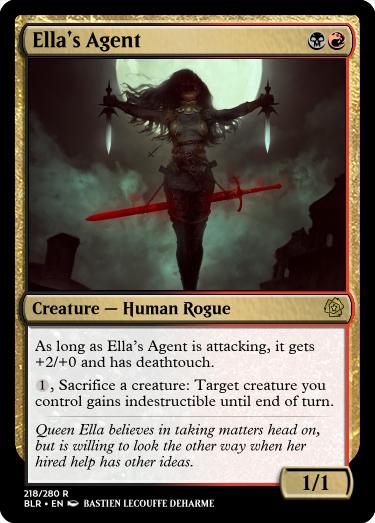 Ella's Agent
Creature — Human Rogue
As long as Ella's Agent is attacking, it gets
+2/+0 and has deathtouch.
1, Sacrifice a creature: Target creature you
control gains indestructible until end of turn.
Queen Ella believes in taking matters head on,
but is willing to look the other way when her
hired help has other ideas.
1/1
218/280 R
BLR • EN BASTIEN LECOUFFE DEHARME